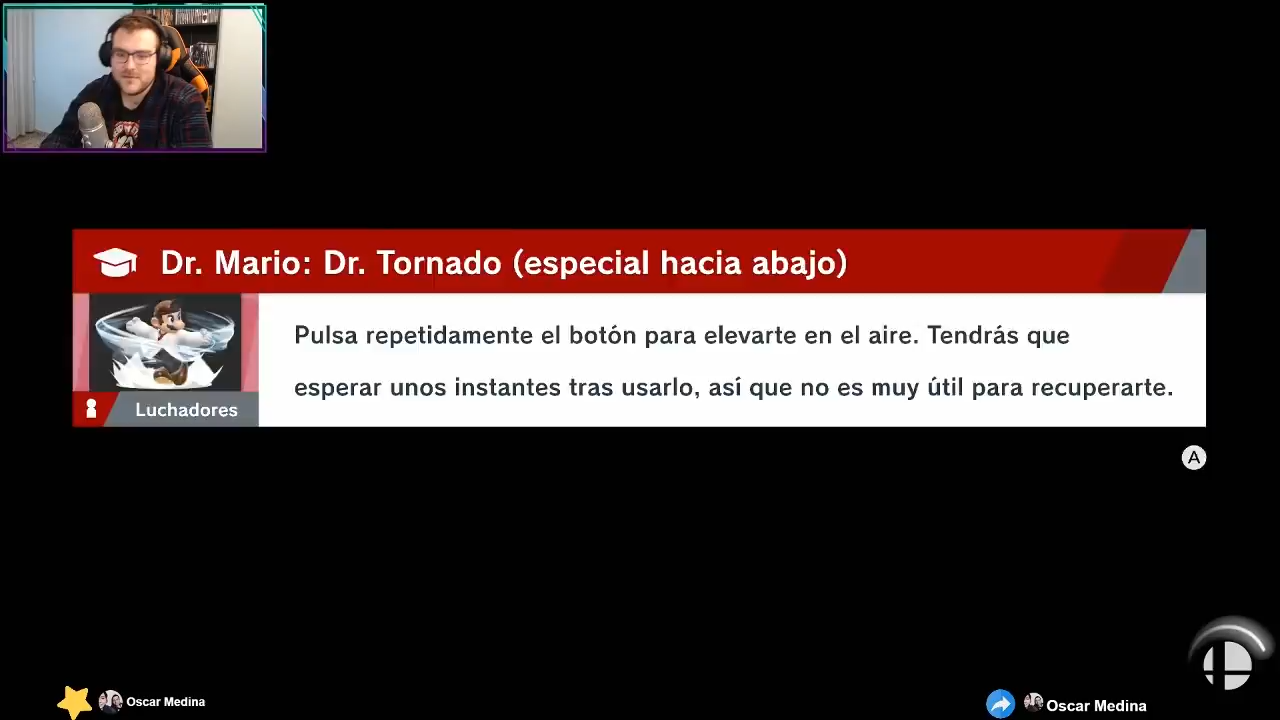 Dr. Mario: Dr. Tornado (especial hacia abajo)
Pulsa repetidamente el botón para elevarte en el aire. Tendrás que
esperar unos instantes tras usarlo, así que no es muy útil para recuperarte.
Luchadores
A
Oscar Medina
Oscar Medina